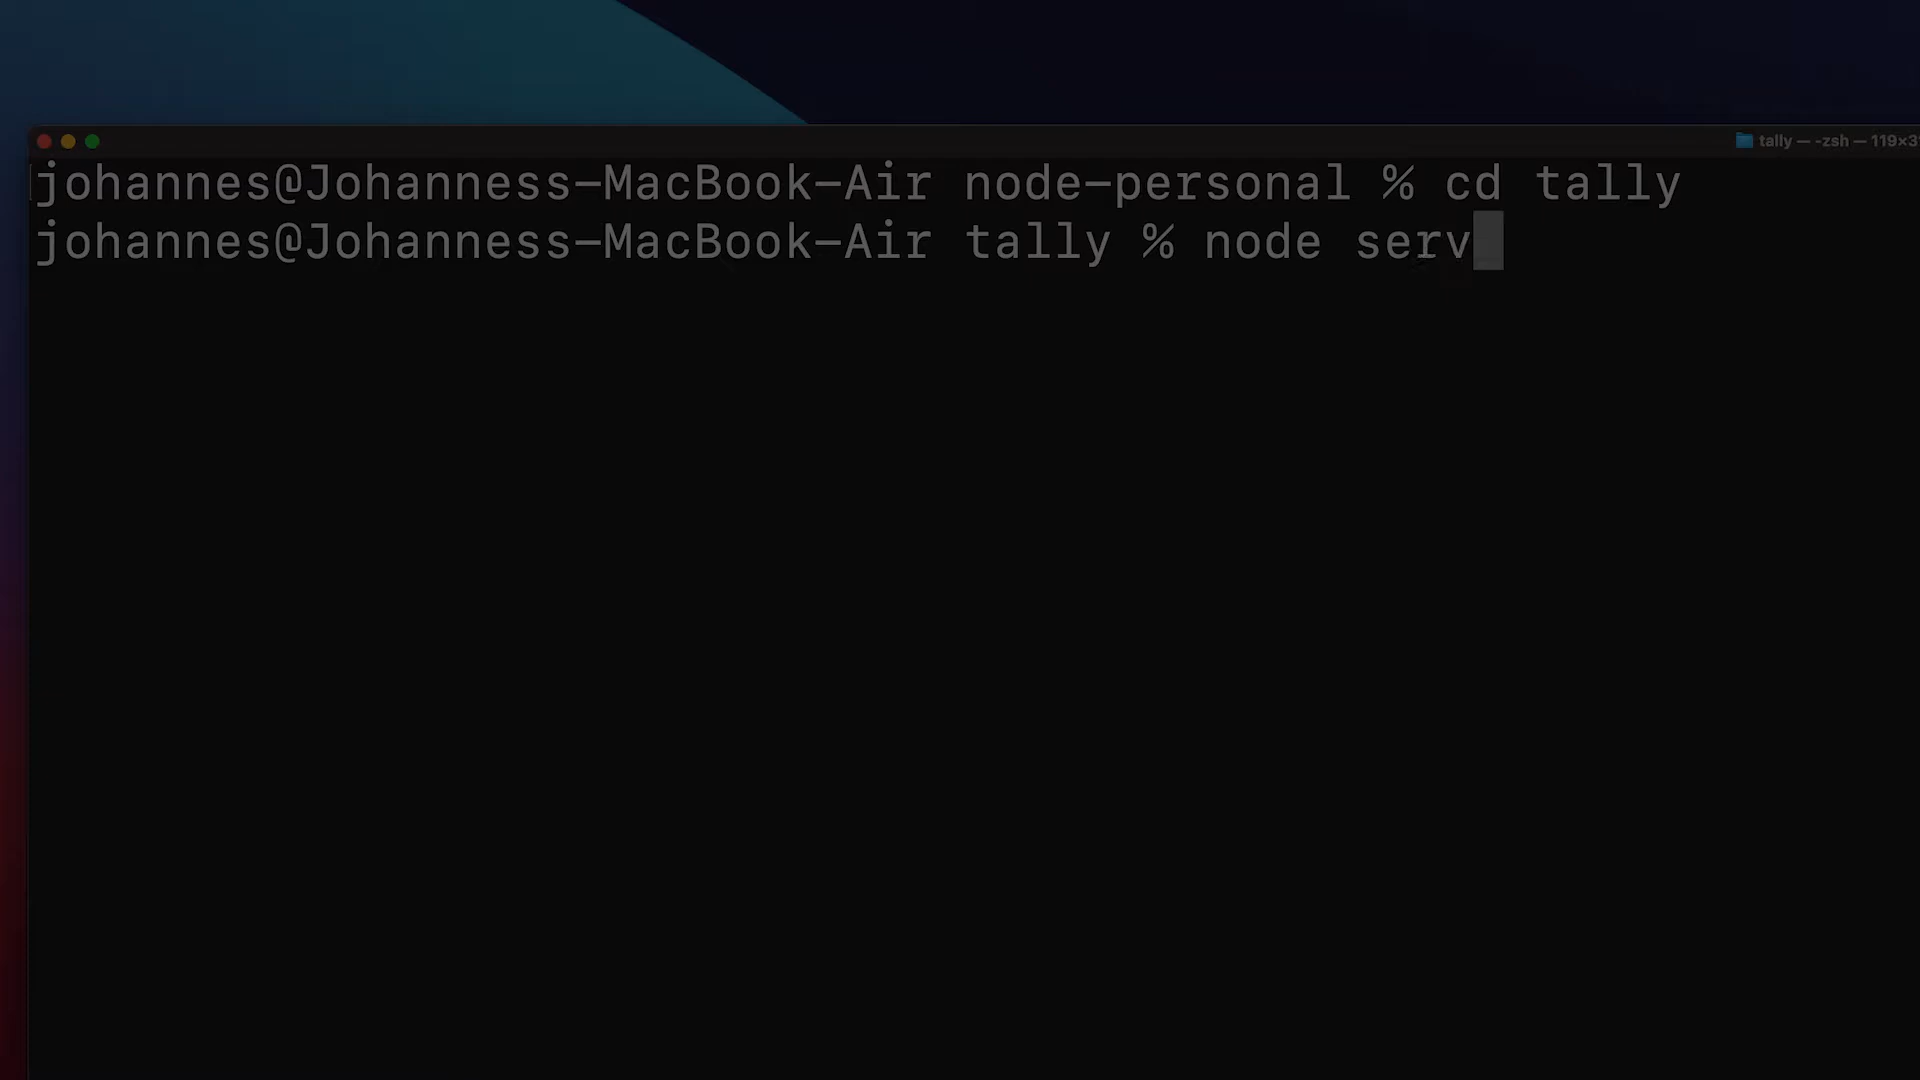 tally — -zsh — 119×3
johannes@Johanness-MacBook-Air node-personal % cd tally
johannes@Johanness-MacBook-Air tally % node serv